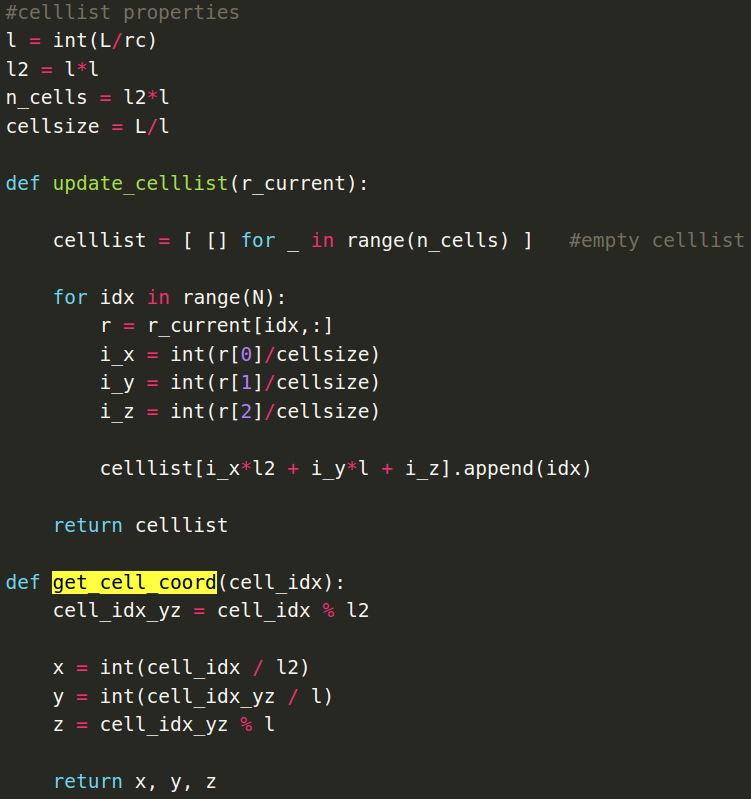 #celllist properties
l = int(L/rc)
l2 = l*l
n_cells = l2*l
cellsize = L/l
def update_celllist(r_current):
celllist = [ [] for _ in range(n_cells) ]   #empty celllist
for idx in range(N):
r = r_current[idx,:]
i_x = int(r[0]/cellsize)
i_y = int(r[1]/cellsize)
i_z = int(r[2]/cellsize)
celllist[i_x*l2 + i_y*l + i_z].append(idx)
return celllist
def get_cell_coord(cell_idx):
cell_idx_yz = cell_idx % l2
x = int(cell_idx / l2)
y = int(cell_idx_yz / l)
z = cell_idx_yz % l
return x, y, z